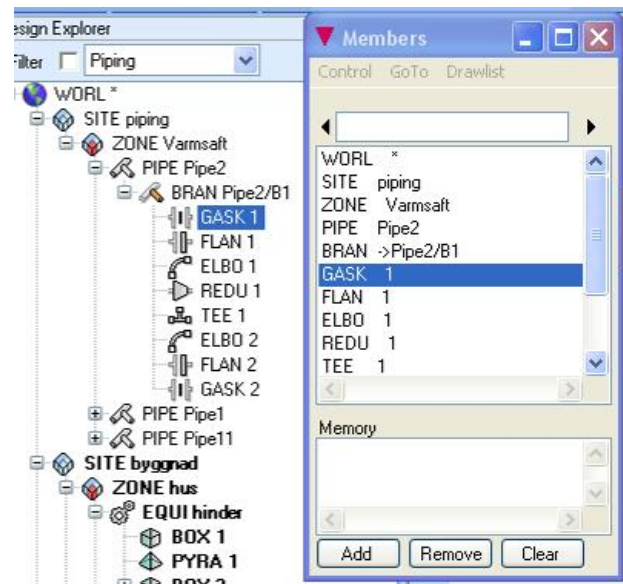 esign Explorer
Filter Piping
WORL *
SITE piping
ZONE Varmsaft
PIPE Pipe2
BRAN Pipe2/B1
GASK 1
FLAN 1
ELBO 1
REDU 1
TEE 1
ELBO 2
FLAN 2
GASK 2
PIPE Pipe1
PIPE Pipe11
SITE byggnad
ZONE hus
EQUI hinder
BOX 1
PYRA 1
Members
Control GoTo Drawlist
WORL *
SITE piping
ZONE Varmsaft
PIPE Pipe2
BRAN ->Pipe2/B1
GASK 1
FLAN 1
ELBO 1
REDU 1
TEE 1
Memory
Add Remove Clear